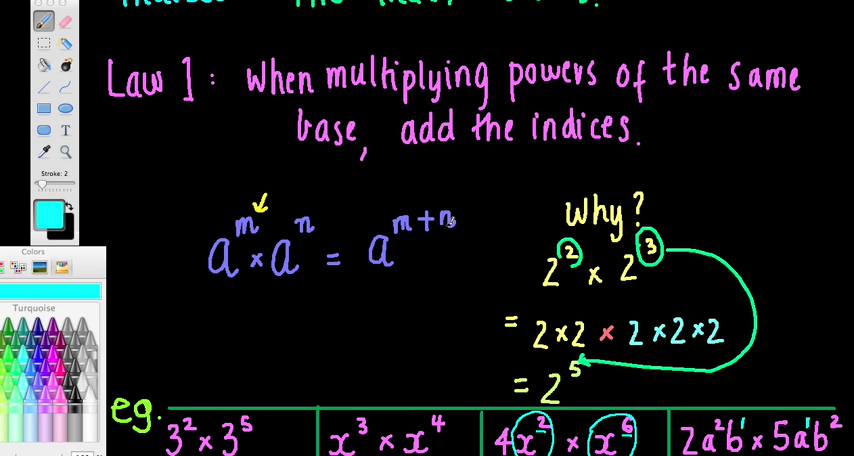 Law 1 : When multiplying powers of the same
base, add the indices.
a^m × a^n = a^(m+n)
Why?
2^2 × 2^3
= 2×2 × 2×2×2
= 2^5
eg.
3^2 × 3^5
x^3 × x^4
4x^2 × x^6
2a^2b^1 × 5a^1b^2
Stroke: 2
Colors
Turquoise